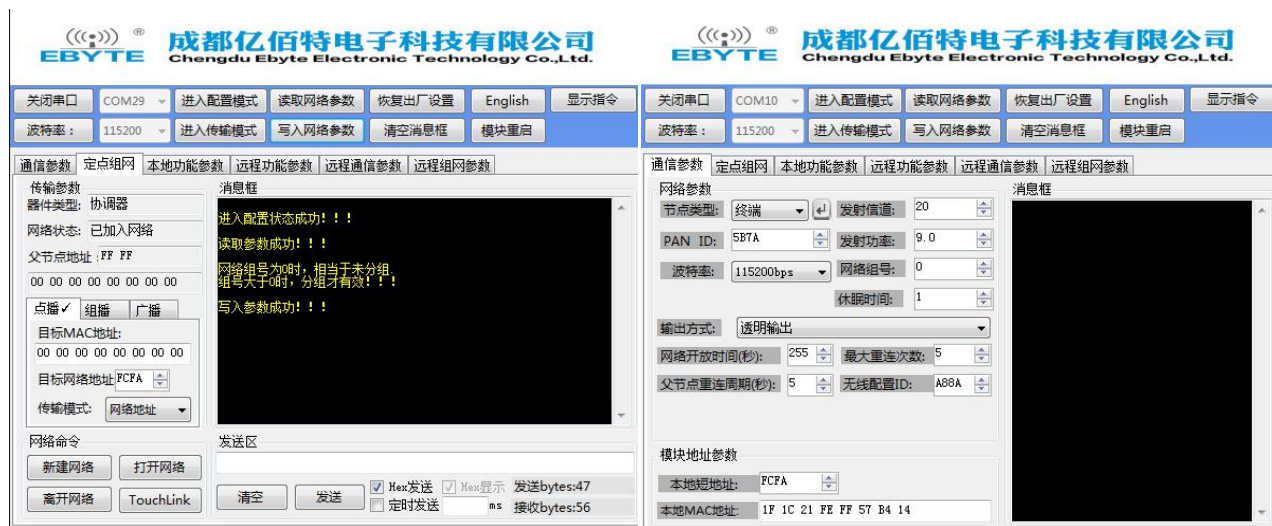 ((•))) ®
EBYTE
成都亿佰特电子科技有限公司
Chengdu Ebyte Electronic Technology Co.,Ltd.
关闭串口 COM29 进入配置模式 读取网络参数 恢复出厂设置 English 显示指令
波特率： 115200 进入传输模式 写入网络参数 清空消息框 模块重启
通信参数 定点组网 本地功能参数 远程功能参数 远程通信参数 远程组网参数
传输参数
器件类型: 协调器
网络状态: 已加入网络
父节点地址: FF FF
00 00 00 00 00 00 00 00
点播✓ 组播 广播
目标MAC地址:
00 00 00 00 00 00 00 00
目标网络地址 FCFA
传输模式: 网络地址
消息框
进入配置状态成功！！！
读取参数成功！！！
网络组号为0时，相当于未分组.
组号大于0时，分组才有效！！！
写入参数成功！！！
网络命令
新建网络 打开网络
离开网络 TouchLink
发送区
清空 发送
Hex发送 Hex显示 发送bytes:47
定时发送 ms 接收bytes:56
((•))) ®
EBYTE
成都亿佰特电子科技有限公司
Chengdu Ebyte Electronic Technology Co.,Ltd.
关闭串口 COM10 进入配置模式 读取网络参数 恢复出厂设置 English 显示指令
波特率： 115200 进入传输模式 写入网络参数 清空消息框 模块重启
通信参数 定点组网 本地功能参数 远程功能参数 远程通信参数 远程组网参数
网络参数
节点类型: 终端 发射信道: 20
PAN ID: 5B7A 发射功率: 9.0
波特率: 115200bps 网络组号: 0
休眠时间: 1
输出方式: 透明输出
网络开放时间(秒): 255 最大重连次数: 5
父节点重连周期(秒): 5 无线配置ID: A88A
模块地址参数
本地短地址: FCFA
本地MAC地址: 1F 1C 21 FE FF 57 B4 14
消息框